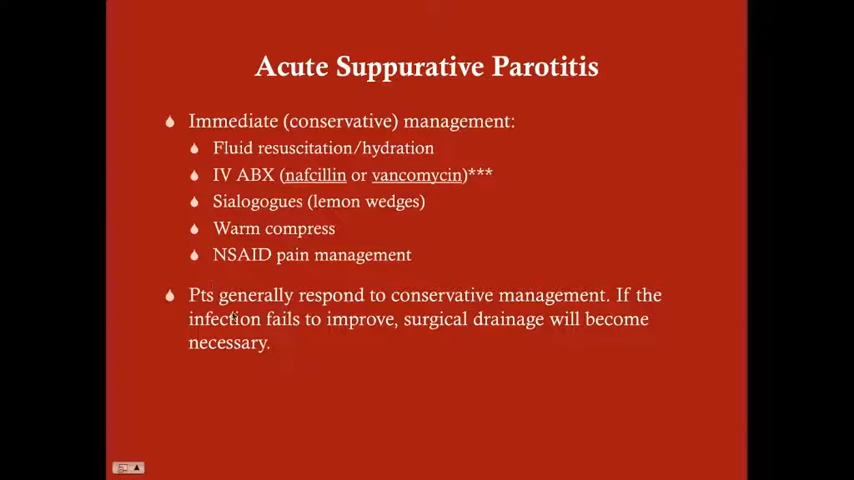 Acute Suppurative Parotitis
Immediate (conservative) management:
Fluid resuscitation/hydration
IV ABX (nafcillin or vancomycin)***
Sialogogues (lemon wedges)
Warm compress
NSAID pain management
Pts generally respond to conservative management. If the
infection fails to improve, surgical drainage will become
necessary.